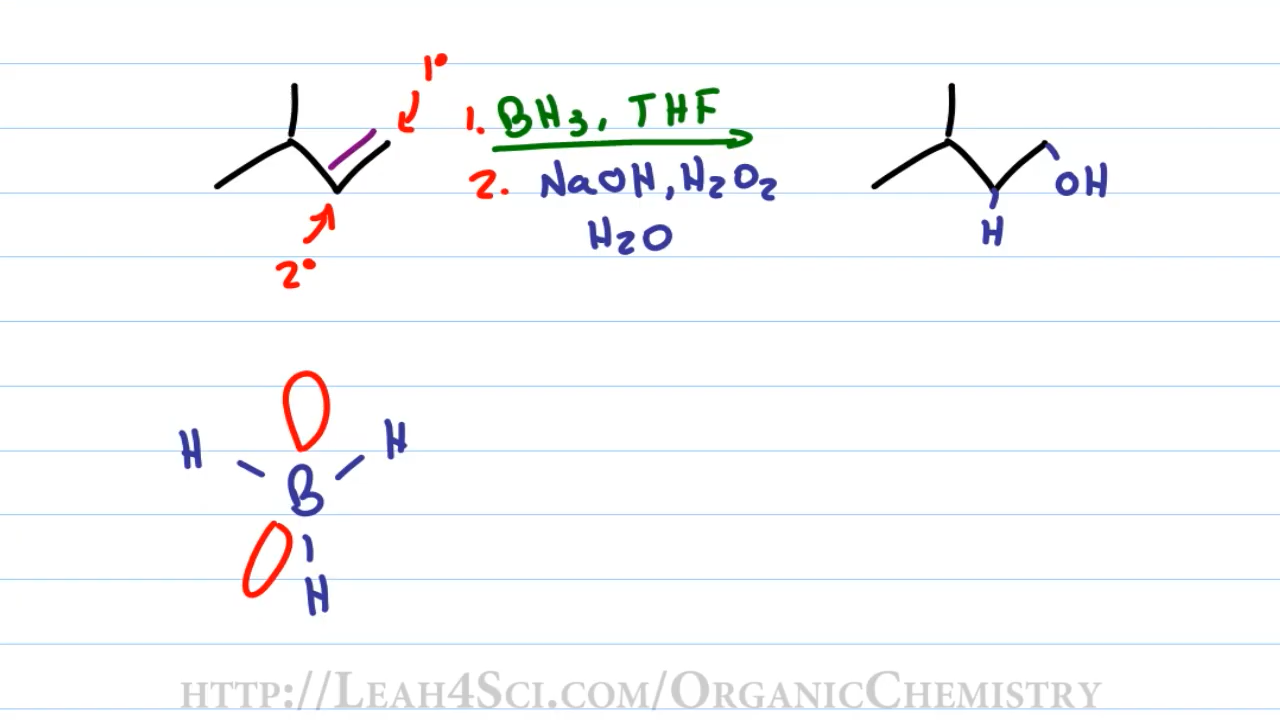 1°
1. BH3, THF
2. NaOH, H2O2
H2O
OH
H
2°
H H
B
H
HTTP://LEAH4SCI.COM/ORGANICCHEMISTRY